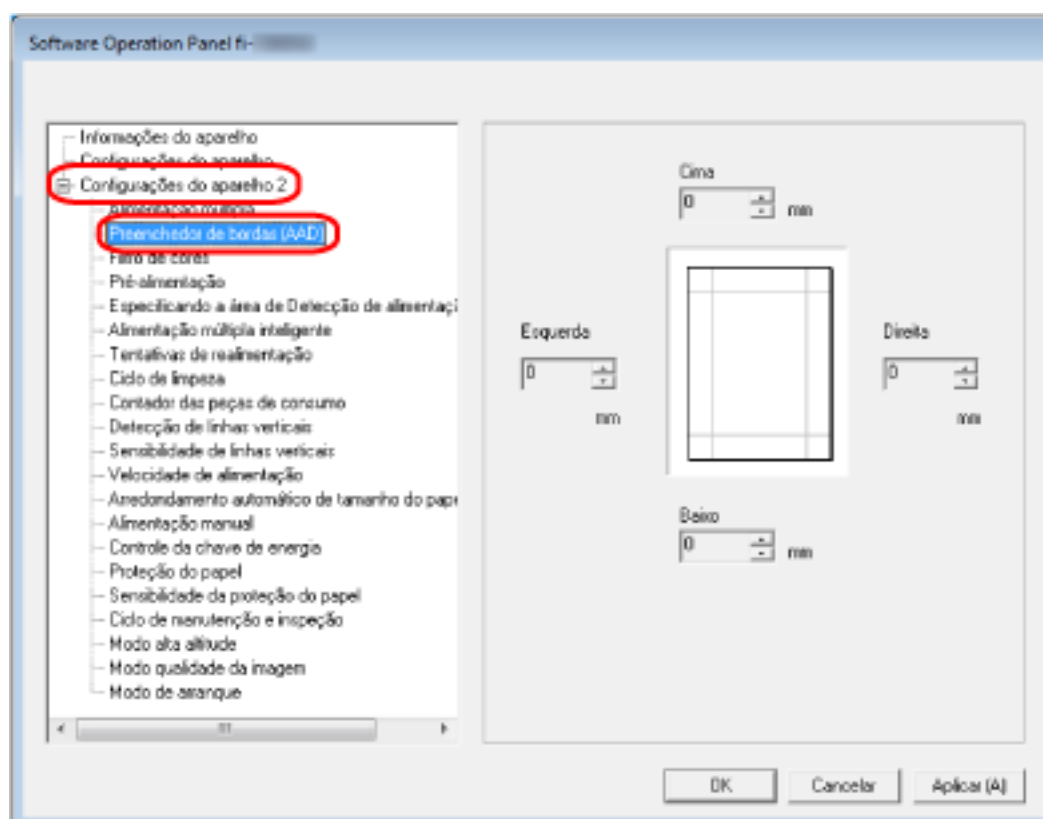 Software Operation Panel fi-
Informações do aparelho
Configurações do aparelho
Configurações do aparelho 2
Alimentação múltipla
Preenchedor de bordas (AAD)
Filtro de cores
Pré-alimentação
Especificando a área de Detecção de alimentaçã
Alimentação múltipla inteligente
Tentativas de realimentação
Ciclo de limpeza
Contador das peças de consumo
Detecção de linhas verticais
Sensibilidade de linhas verticais
Velocidade de alimentação
Arredondamento automático de tamanho do pape
Alimentação manual
Controle da chave de energia
Proteção do papel
Sensibilidade da proteção do papel
Ciclo de manutenção e inspeção
Modo alta altitude
Modo qualidade da imagem
Modo de arranque
Cima
0 mm
Esquerda
0
mm
Direita
0
mm
Baixo
0 mm
OK Cancelar Aplicar (A)